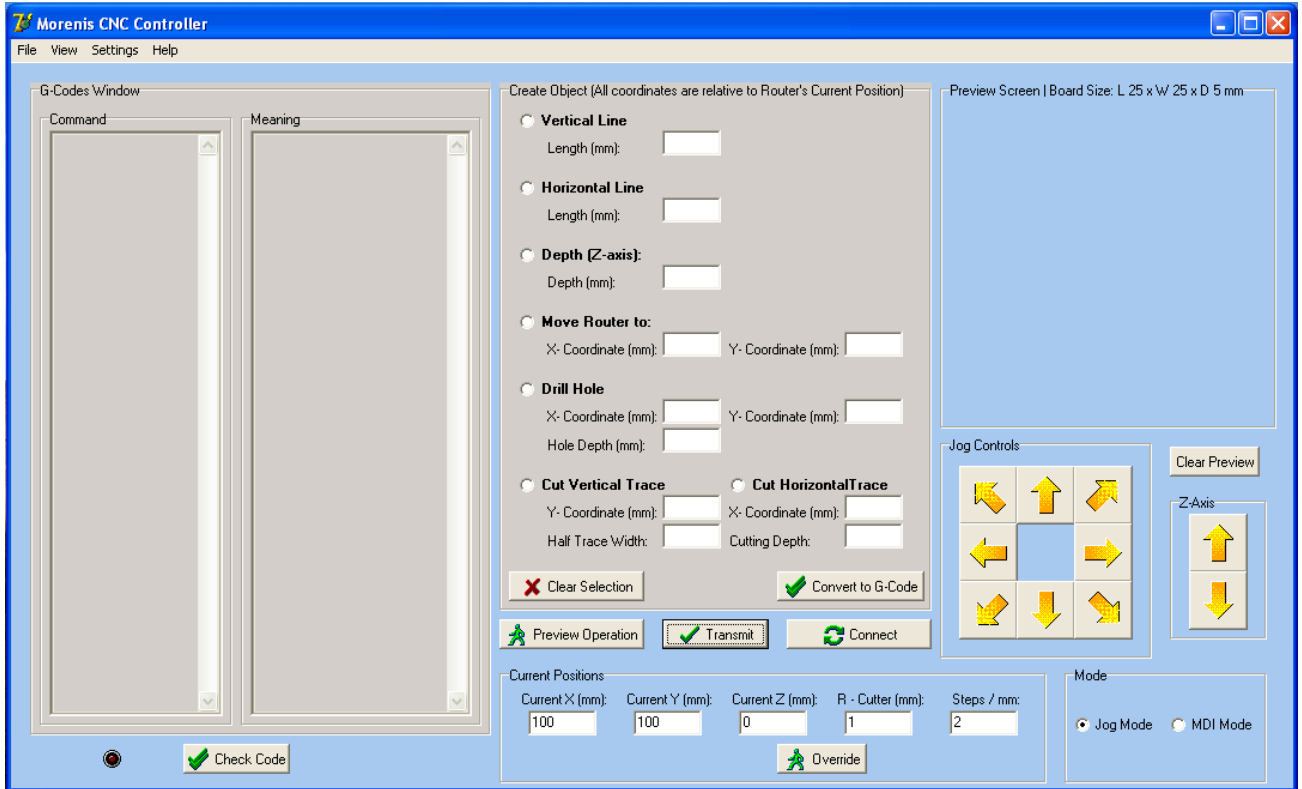 Morenis CNC Controller
File View Settings Help
G-Codes Window
Command
Meaning
Check Code
Create Object (All coordinates are relative to Router's Current Position)
Vertical Line
Length (mm):
Horizontal Line
Length (mm):
Depth (Z-axis):
Depth (mm):
Move Router to:
X- Coordinate (mm): Y- Coordinate (mm):
Drill Hole
X- Coordinate (mm): Y- Coordinate (mm):
Hole Depth (mm):
Cut Vertical Trace Cut HorizontalTrace
Y- Coordinate (mm): X- Coordinate (mm):
Half Trace Width: Cutting Depth:
Clear Selection Convert to G-Code
Preview Operation Transmit Connect
Current Positions
Current X (mm): Current Y (mm): Current Z (mm): R - Cutter (mm): Steps / mm:
100 100 0 1 2
Override
Preview Screen | Board Size: L 25 x W 25 x D 5 mm
Jog Controls
Clear Preview
Z-Axis
Mode
Jog Mode MDI Mode